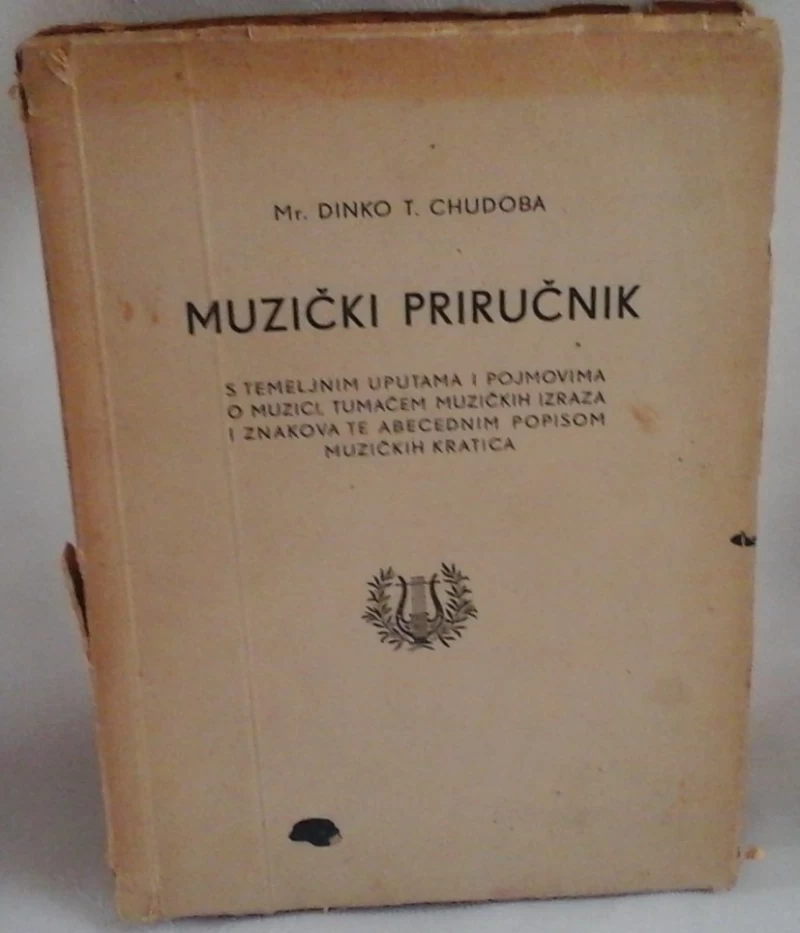 Mr. DINKO T. CHUDOBA
MUZIČKI PRIRUČNIK
S TEMELJNIM UPUTAMA I POJMOVIMA
O MUZICI, TUMAČEM MUZIČKIH IZRAZA
I ZNAKOVA TE ABECEDNIM POPISOM
MUZIČKIH KRATICA